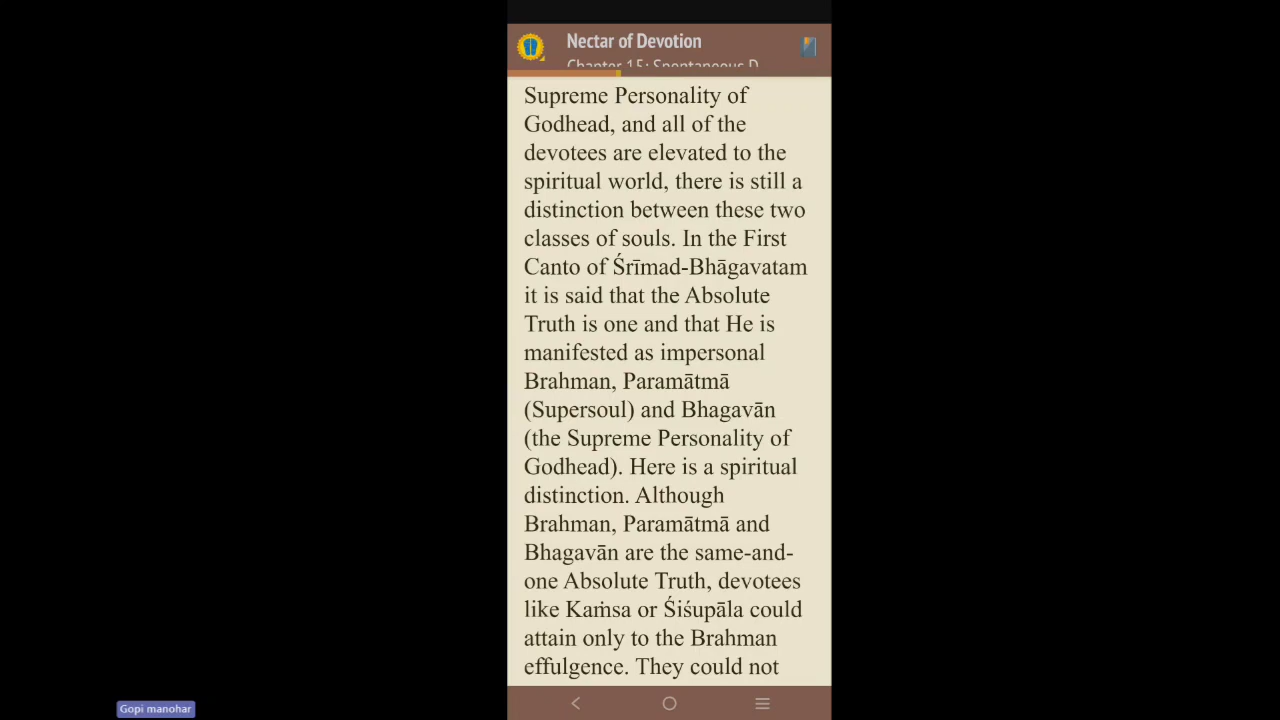 Nectar of Devotion
Chapter 15: Spontaneous D
Supreme Personality of
Godhead, and all of the
devotees are elevated to the
spiritual world, there is still a
distinction between these two
classes of souls. In the First
Canto of Śrīmad-Bhāgavatam
it is said that the Absolute
Truth is one and that He is
manifested as impersonal
Brahman, Paramātmā
(Supersoul) and Bhagavān
(the Supreme Personality of
Godhead). Here is a spiritual
distinction. Although
Brahman, Paramātmā and
Bhagavān are the same-and-
one Absolute Truth, devotees
like Kaṁsa or Śiśupāla could
attain only to the Brahman
effulgence. They could not
Gopi manohar